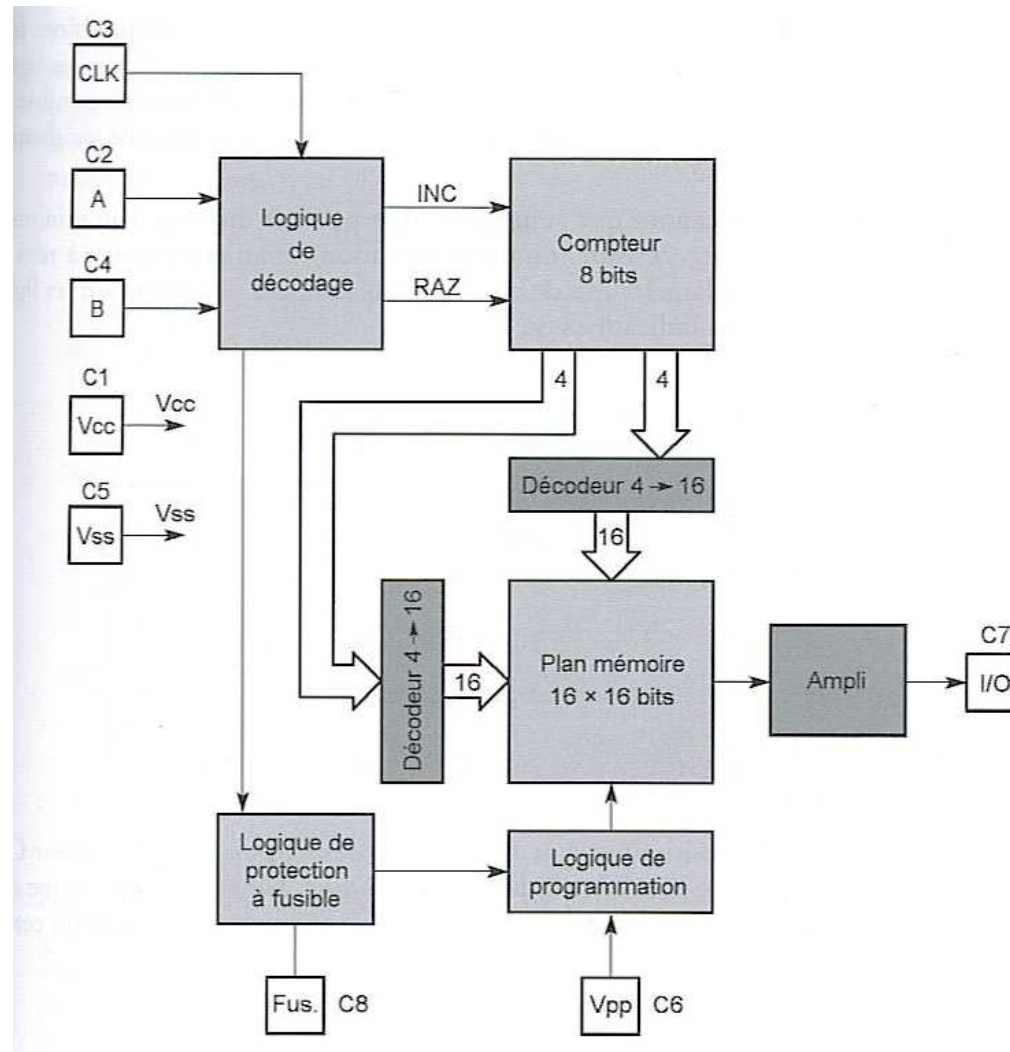 C3
CLK
C2
A
C4
B
Logique
de
décodage
INC
RAZ
Compteur
8 bits
C1
Vcc
Vcc
4
4
C5
Vss
Vss
Décodeur 4 → 16
16
Décodeur 4 → 16
16
Plan mémoire
16 × 16 bits
Ampli
C7
I/O
Logique de
protection
à fusible
Logique de
programmation
Fus.
C8
Vpp
C6